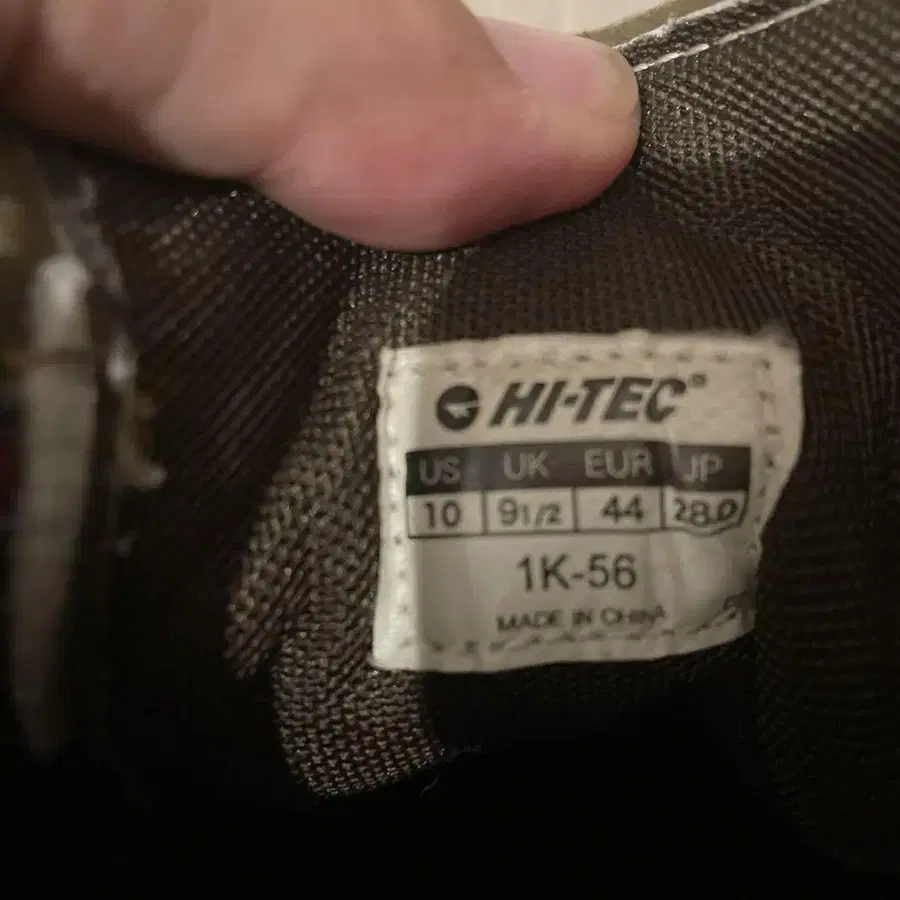 HI-TEC®
US UK EUR JP
10 9 1/2 44 28.0
1K-56
MADE IN CHINA